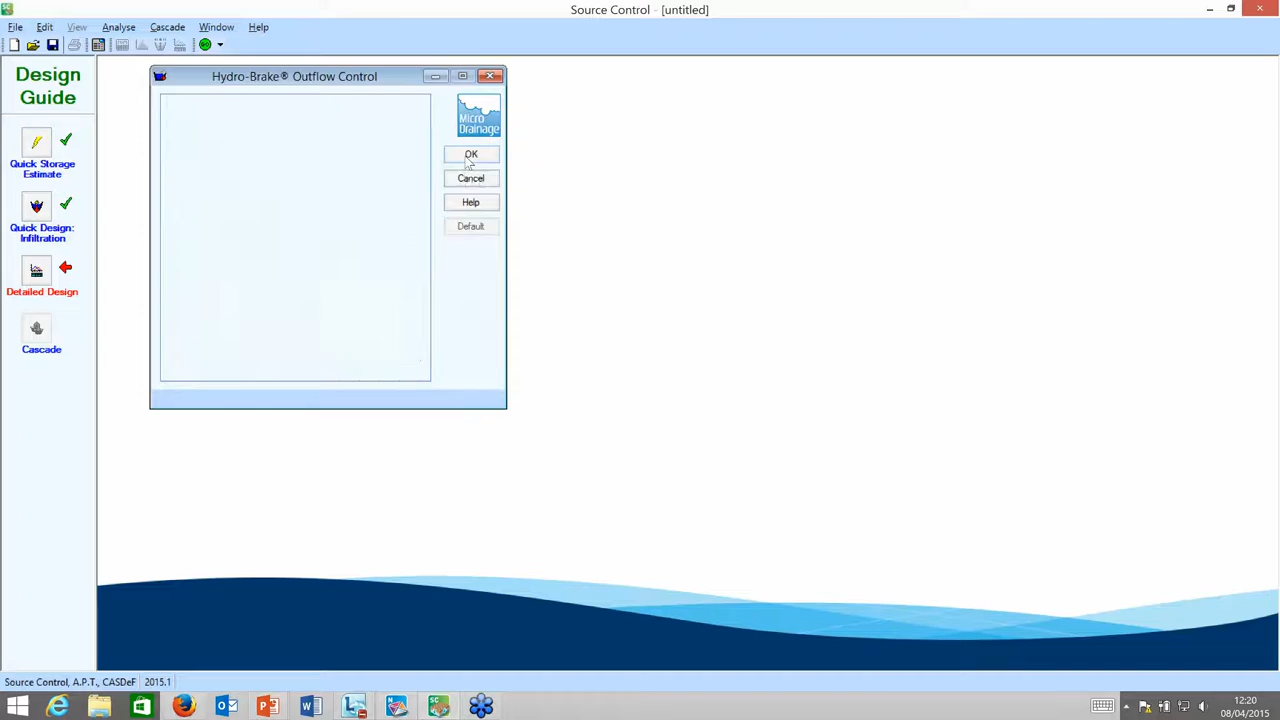 Source Control - [untitled]
File Edit View Analyse Cascade Window Help
GO
Design
Guide
Quick Storage
Estimate
Quick Design:
Infiltration
Detailed Design
Cascade
Hydro-Brake® Outflow Control
Micro
Drainage
OK
Cancel
Help
Default
Source Control, A.P.T., CASDeF 2015.1
12:20
08/04/2015